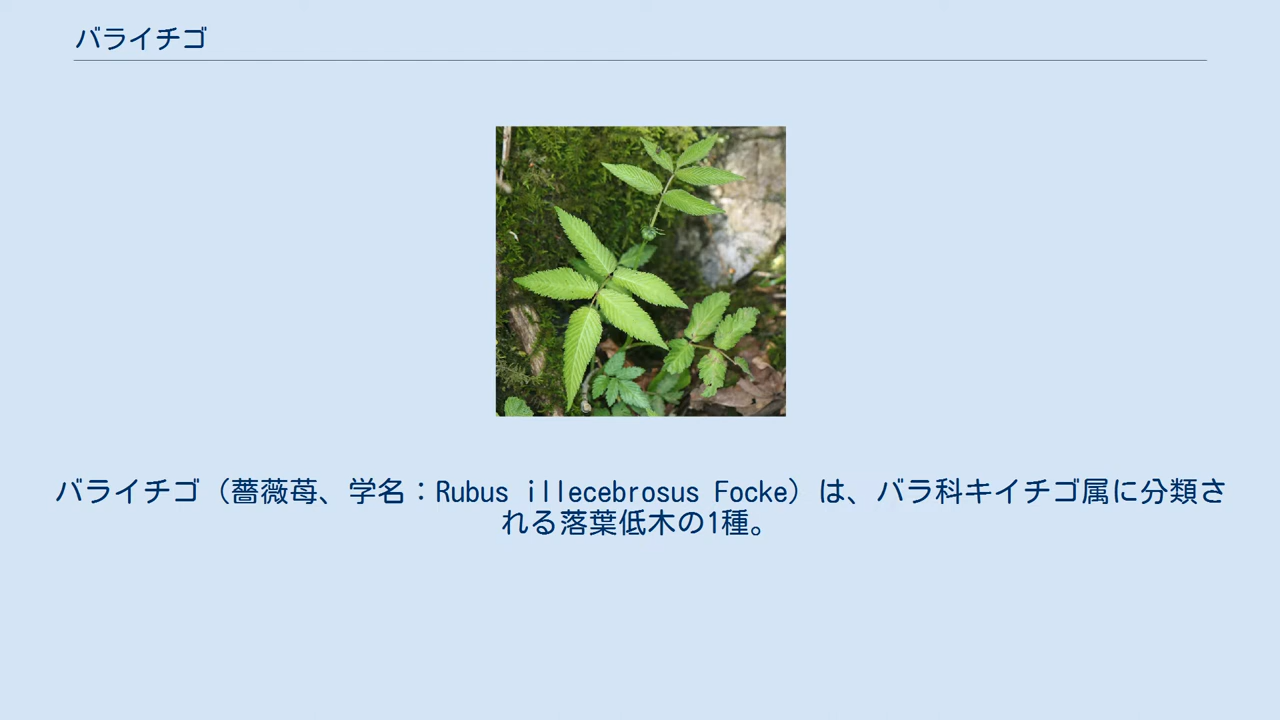 バライチゴ
バライチゴ（薔薇苺、学名：Rubus illecebrosus Focke）は、バラ科キイチゴ属に分類さ
れる落葉低木の1種。